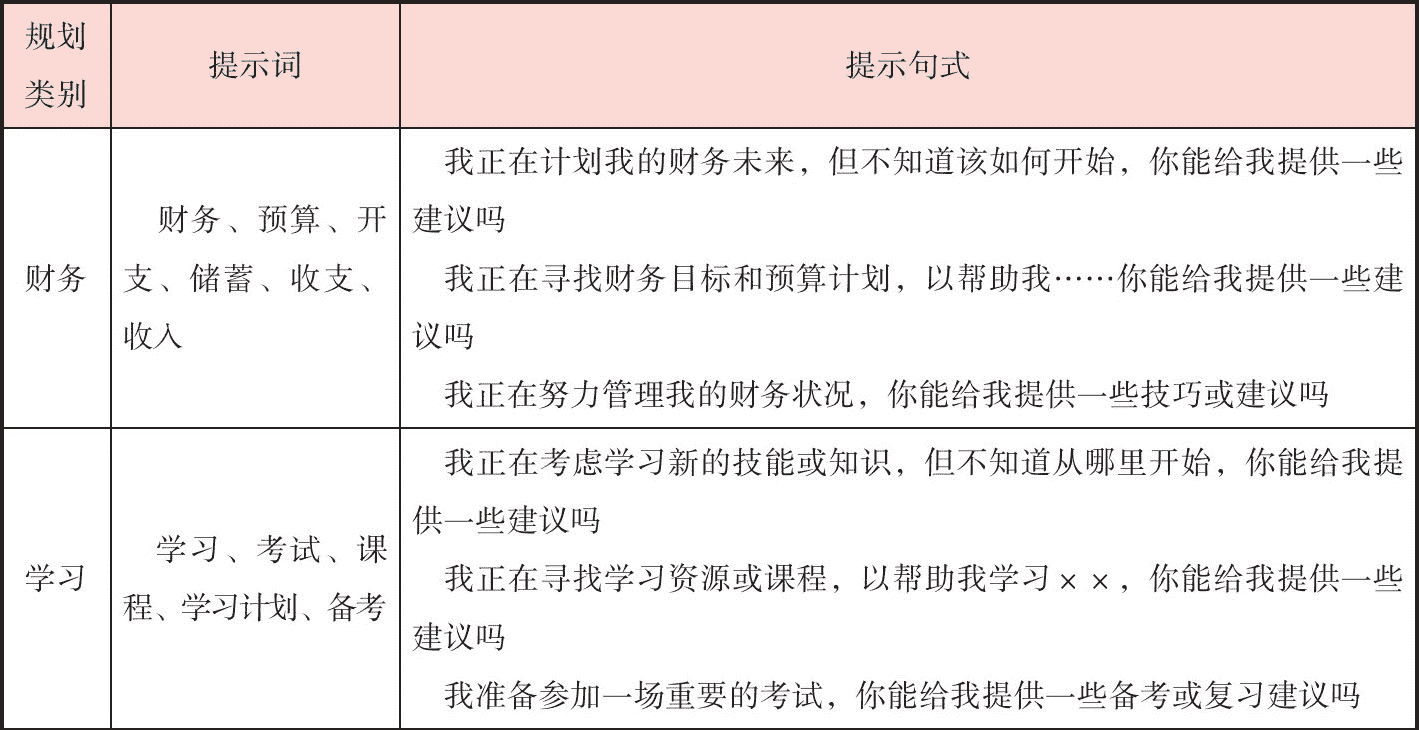 规划
类别
提示词
提示句式
财务
财务、预算、开
支、储蓄、收支、
收入
我正在计划我的财务未来，但不知道该如何开始，你能给我提供一些
建议吗
我正在寻找财务目标和预算计划，以帮助我……你能给我提供一些建
议吗
我正在努力管理我的财务状况，你能给我提供一些技巧或建议吗
学习
学习、考试、课
程、学习计划、备考
我正在考虑学习新的技能或知识，但不知道从哪里开始，你能给我提
供一些建议吗
我正在寻找学习资源或课程，以帮助我学习××，你能给我提供一些
建议吗
我准备参加一场重要的考试，你能给我提供一些备考或复习建议吗